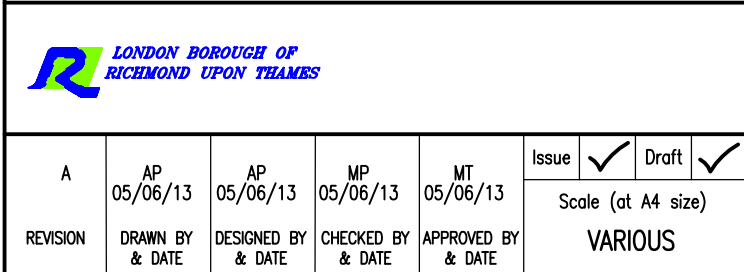 LONDON BOROUGH OF
RICHMOND UPON THAMES
A
AP
05/06/13
AP
05/06/13
MP
05/06/13
MT
05/06/13
Issue
Draft
Scale (at A4 size)
VARIOUS
REVISION
DRAWN BY
& DATE
DESIGNED BY
& DATE
CHECKED BY
& DATE
APPROVED BY
& DATE